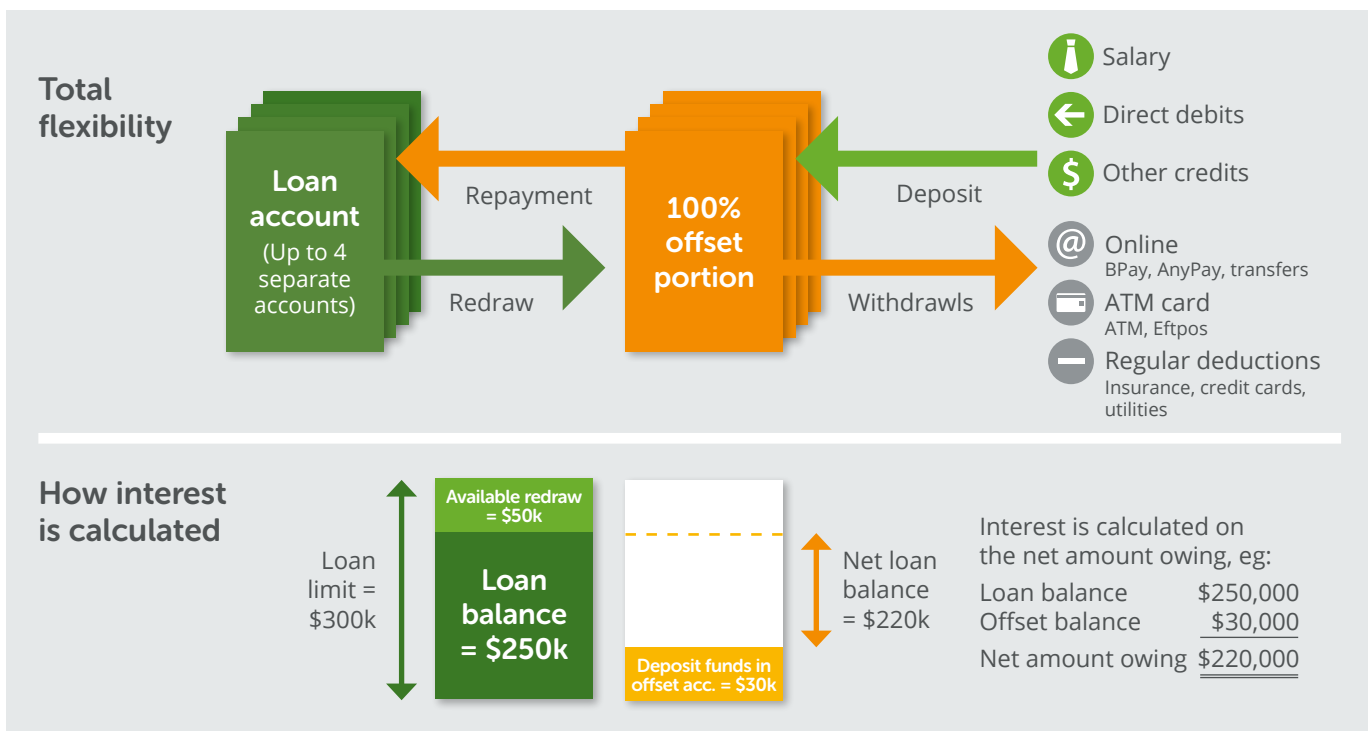 Total
flexibility
Loan
account
(Up to 4
separate
accounts)
Repayment
Redraw
100%
offset
portion
Deposit
Withdrawls
Salary
Direct debits
$
Other credits
@
Online
BPay, AnyPay, transfers
ATM card
ATM, Eftpos
Regular deductions
Insurance, credit cards,
utilities
How interest
is calculated
Loan
limit =
$300k
Available redraw
= $50k
Loan
balance
= $250k
Deposit funds in
offset acc. = $30k
Net loan
balance
= $220k
Interest is calculated on
the net amount owing, eg:
Loan balance $250,000
Offset balance $30,000
Net amount owing $220,000